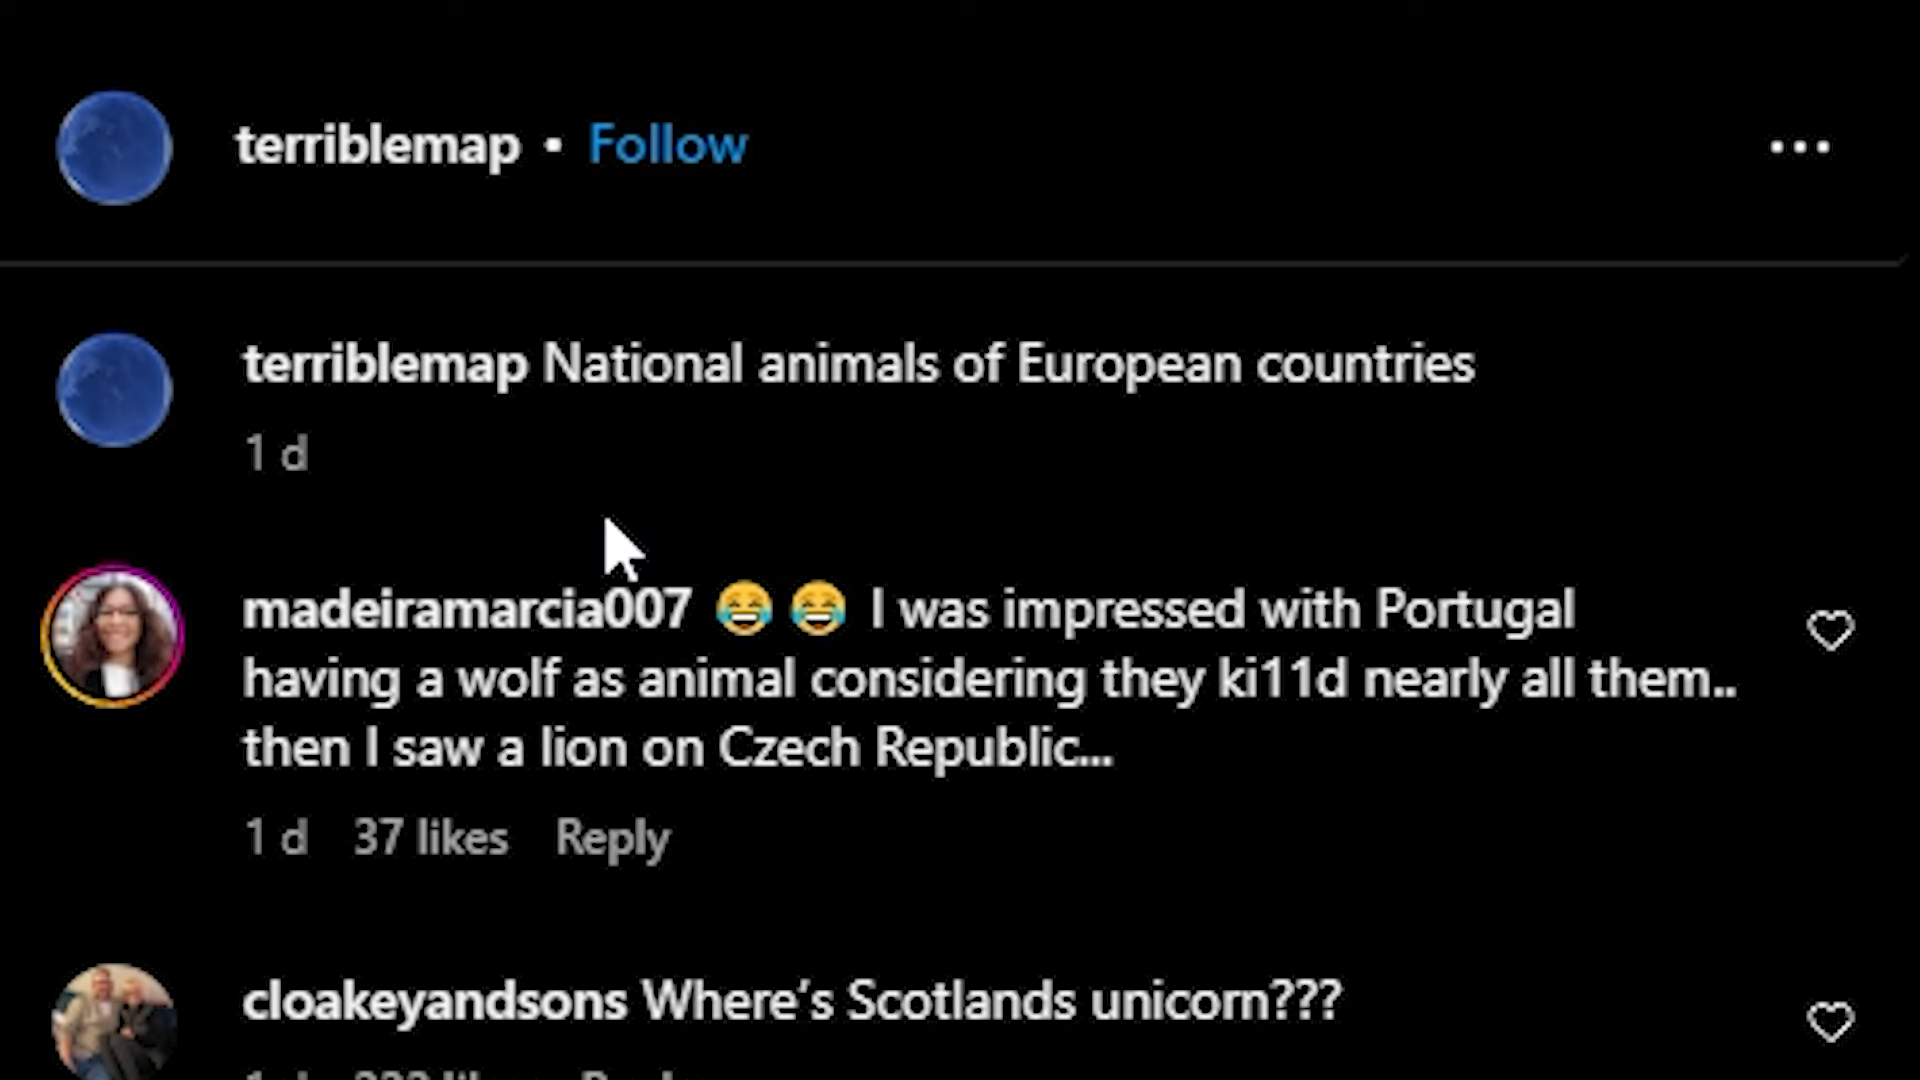 terriblemap • Follow
terriblemap National animals of European countries
1 d
madeiramarcia007 😂😂 I was impressed with Portugal
having a wolf as animal considering they ki11d nearly all them..
then I saw a lion on Czech Republic...
1 d 37 likes Reply
cloakeyandsons Where's Scotlands unicorn???